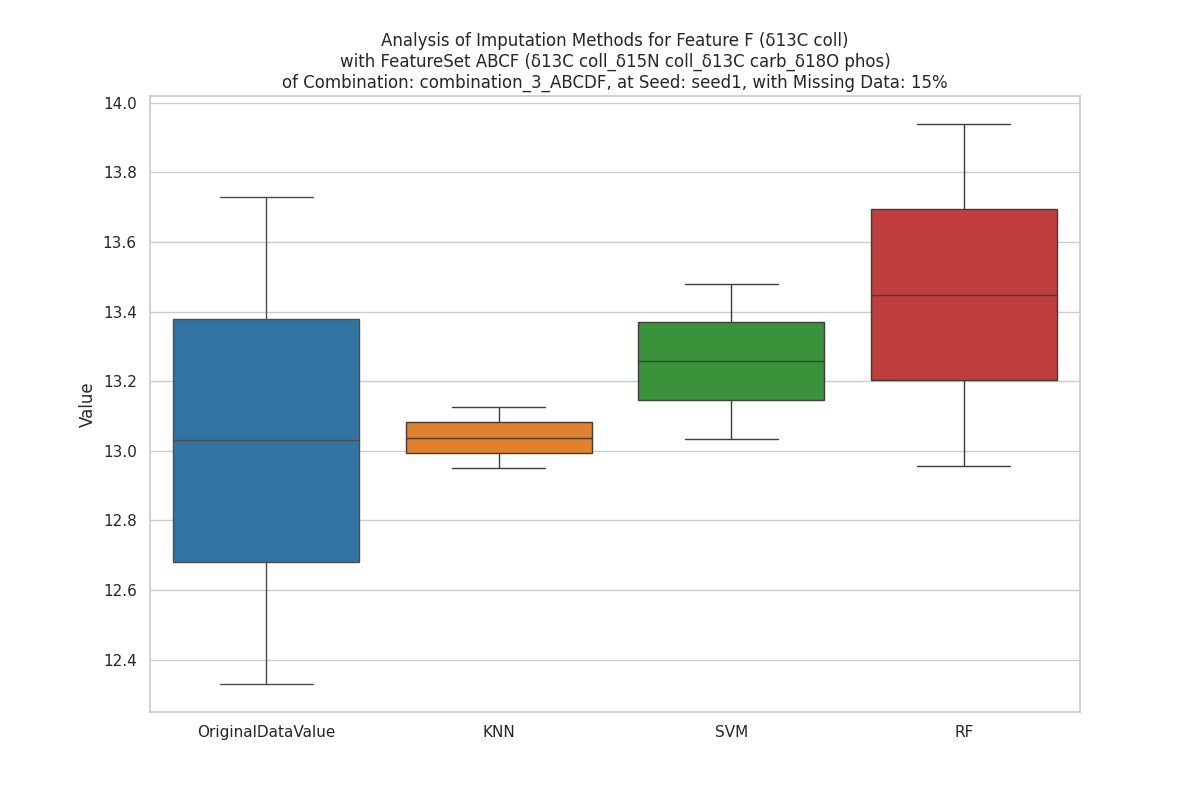 Analysis of Imputation Methods for Feature F (δ13C coll)
with FeatureSet ABCF (δ13C coll_δ15N coll_δ13C carb_δ18O phos)
of Combination: combination_3_ABCDF, at Seed: seed1, with Missing Data: 15%
14.0
13.8
13.6
13.4
13.2
13.0
12.8
12.6
12.4
Value
OriginalDataValue
KNN
SVM
RF